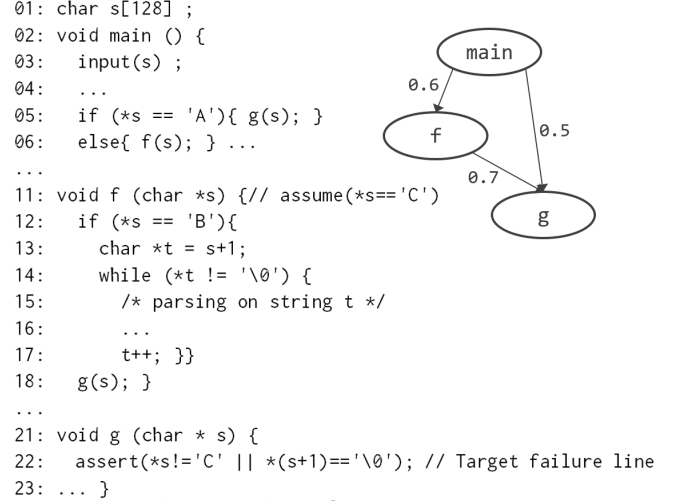 01: char s[128] ;
02: void main () {
03:   input(s) ;
04:   ...
05:   if (*s == 'A'){ g(s); }
06:   else{ f(s); } ...
...
11: void f (char *s) {// assume(*s=='C')
12:   if (*s == 'B'){
13:     char *t = s+1;
14:     while (*t != '\0') {
15:       /* parsing on string t */
16:       ...
17:       t++; }}
18:   g(s); }
...
21: void g (char * s) {
22:   assert(*s!='C' || *(s+1)=='\0'); // Target failure line
23: ... }
main
0.6
f
0.5
0.7
g